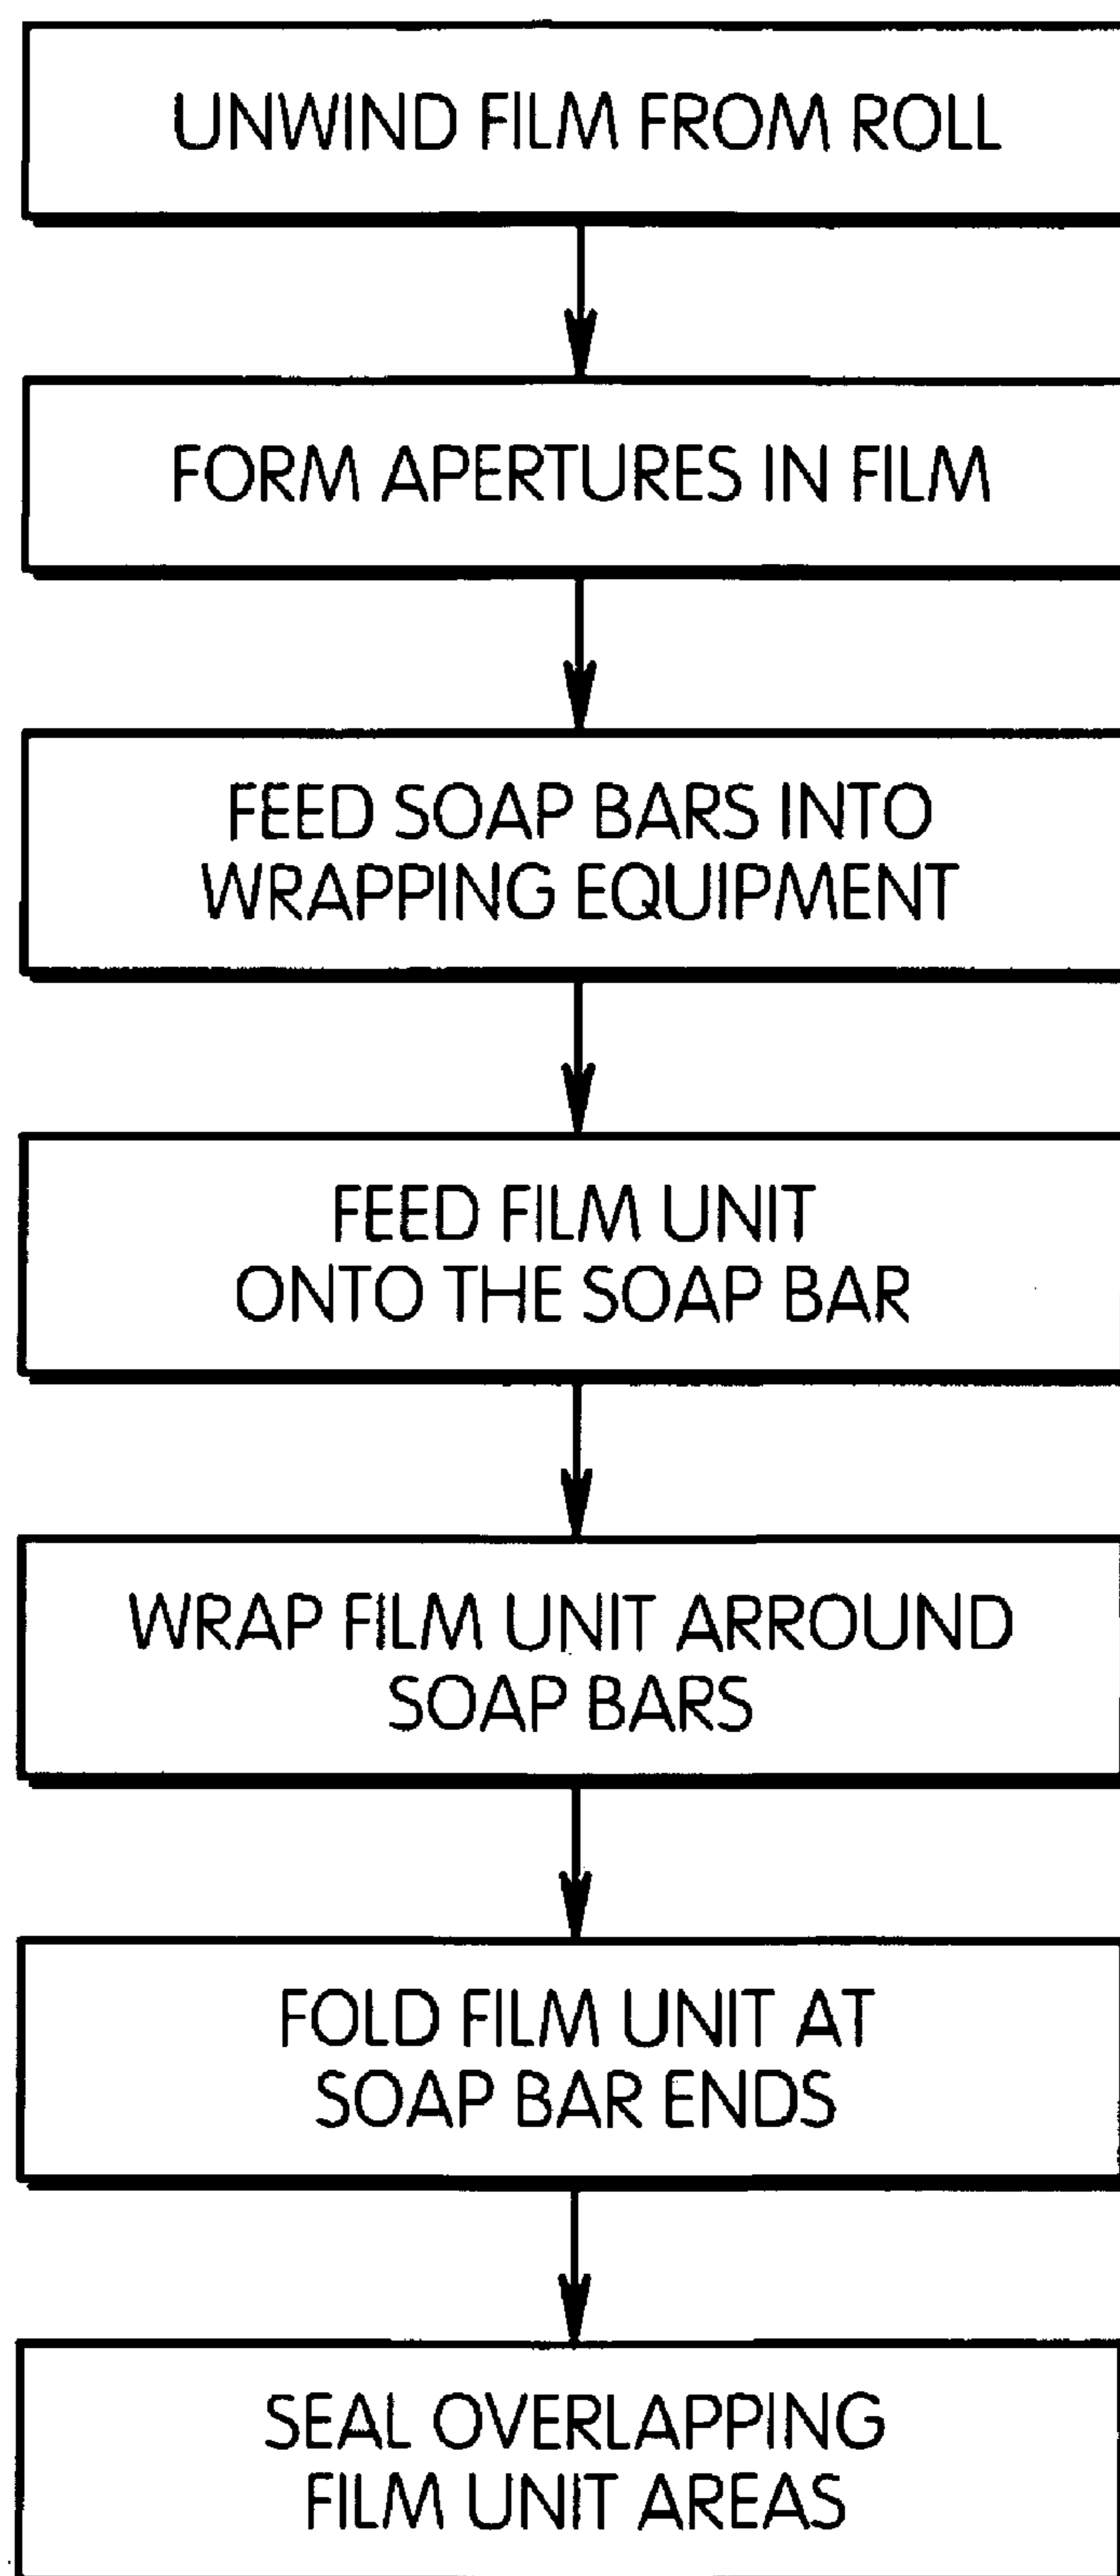 UNWIND FILM FROM ROLL
FORM APERTURES IN FILM
FEED SOAP BARS INTO
WRAPPING EQUIPMENT
FEED FILM UNIT
ONTO THE SOAP BAR
WRAP FILM UNIT ARROUND
SOAP BARS
FOLD FILM UNIT AT
SOAP BAR ENDS
SEAL OVERLAPPING
FILM UNIT AREAS